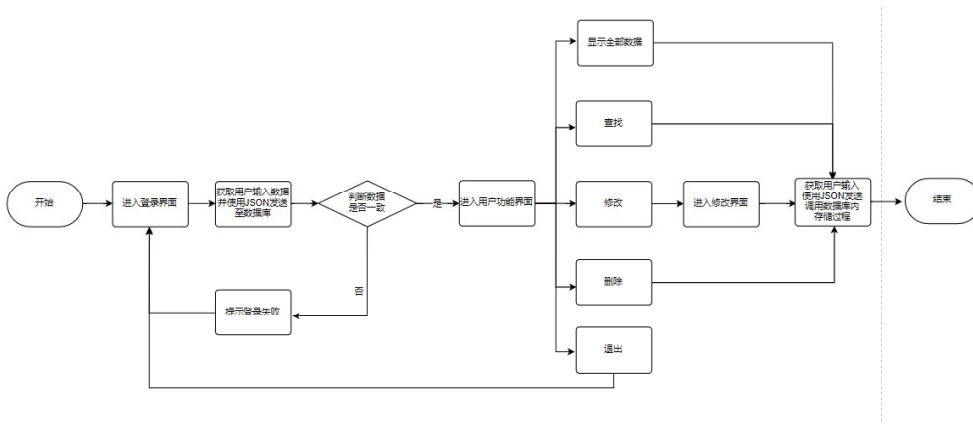 显示全部数据
查找
开始
进入登录界面
获取用户输入数据
并使用JSON发送
至数据库
判断数据
是否一致
是
进入用户功能界面
修改
进入修改界面
获取用户输入
使用JSON发送
调用数据库内
存储过程
结束
否
提示登录失败
删除
退出